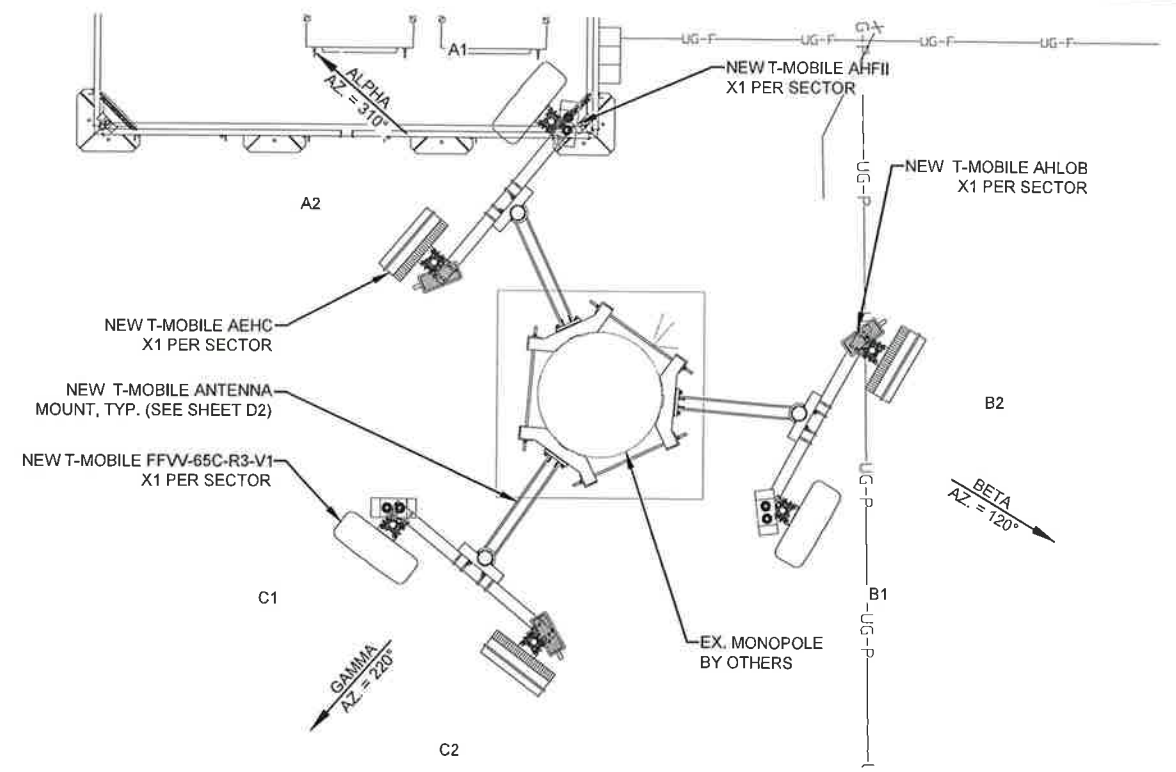 A1
UG-F
UG-F
UG-F
UG-F
ALPHA
AZ. = 310°
NEW T-MOBILE AHFII
X1 PER SECTOR
UG-P
NEW T-MOBILE AHLOB
X1 PER SECTOR
A2
NEW T-MOBILE AEHC
X1 PER SECTOR
NEW T-MOBILE ANTENNA
MOUNT, TYP. (SEE SHEET D2)
B2
NEW T-MOBILE FFVV-65C-R3-V1
X1 PER SECTOR
UG-P
BETA
AZ. = 120°
C1
B1
UG-P
EX. MONOPOLE
BY OTHERS
GAMMA
AZ. = 220°
C2